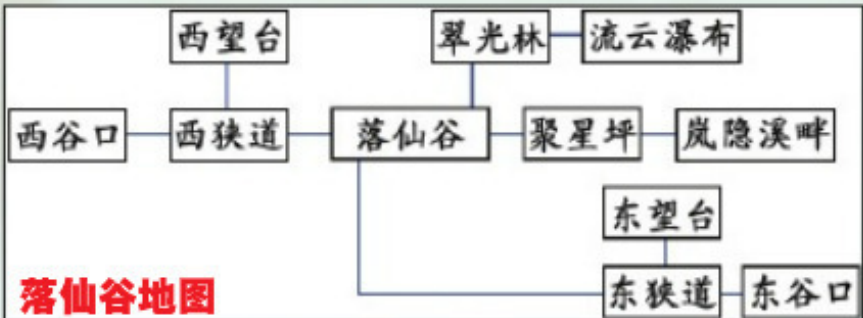 西望台
翠光林
流云瀑布
西谷口
西狭道
落仙谷
聚星坪
岚隐溪畔
东望台
东狭道
东谷口
落仙谷地图